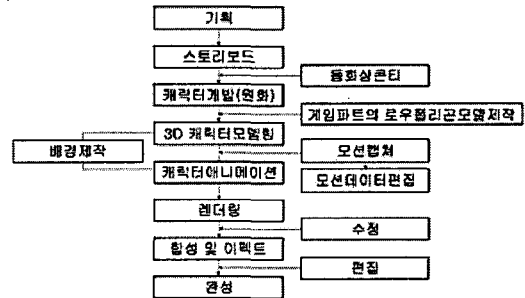 기획
스토리보드
동화상콘티
캐릭터개발(원화)
게임파트의 로우폴리곤모델제작
3D 캐릭터모델링
배경제작
모션캡쳐
캐릭터애니메이션
모션데이터편집
렌더링
수정
합성 및 이펙트
편집
완성